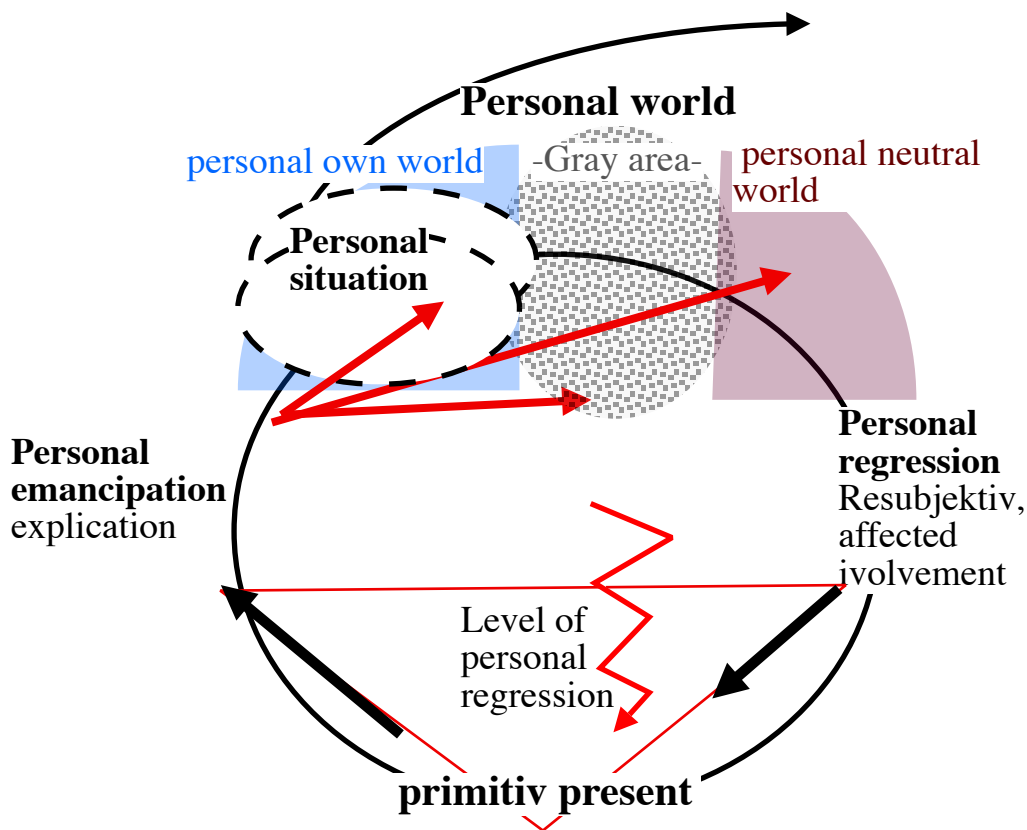 Personal world
personal own world
-Gray area-
personal neutral
world
Personal
situation
Personal
emancipation
explication
Personal
regression
Resubjektiv,
affected
ivolvement
Level of
personal
regression
primitiv present